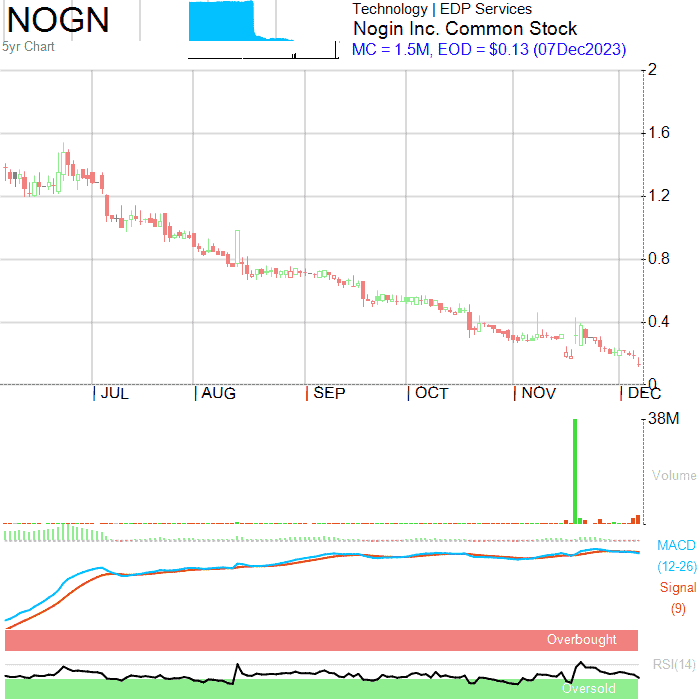 NOGN
5yr Chart
Technology | EDP Services
Nogin Inc. Common Stock
MC = 1.5M, EOD = $0.13 (07Dec2023)
2
1.6
1.2
0.8
0.4
0
JUL AUG SEP OCT NOV DEC
38M
Volume
MACD
(12-26)
Signal
(9)
Overbought
RSI(14)
Oversold